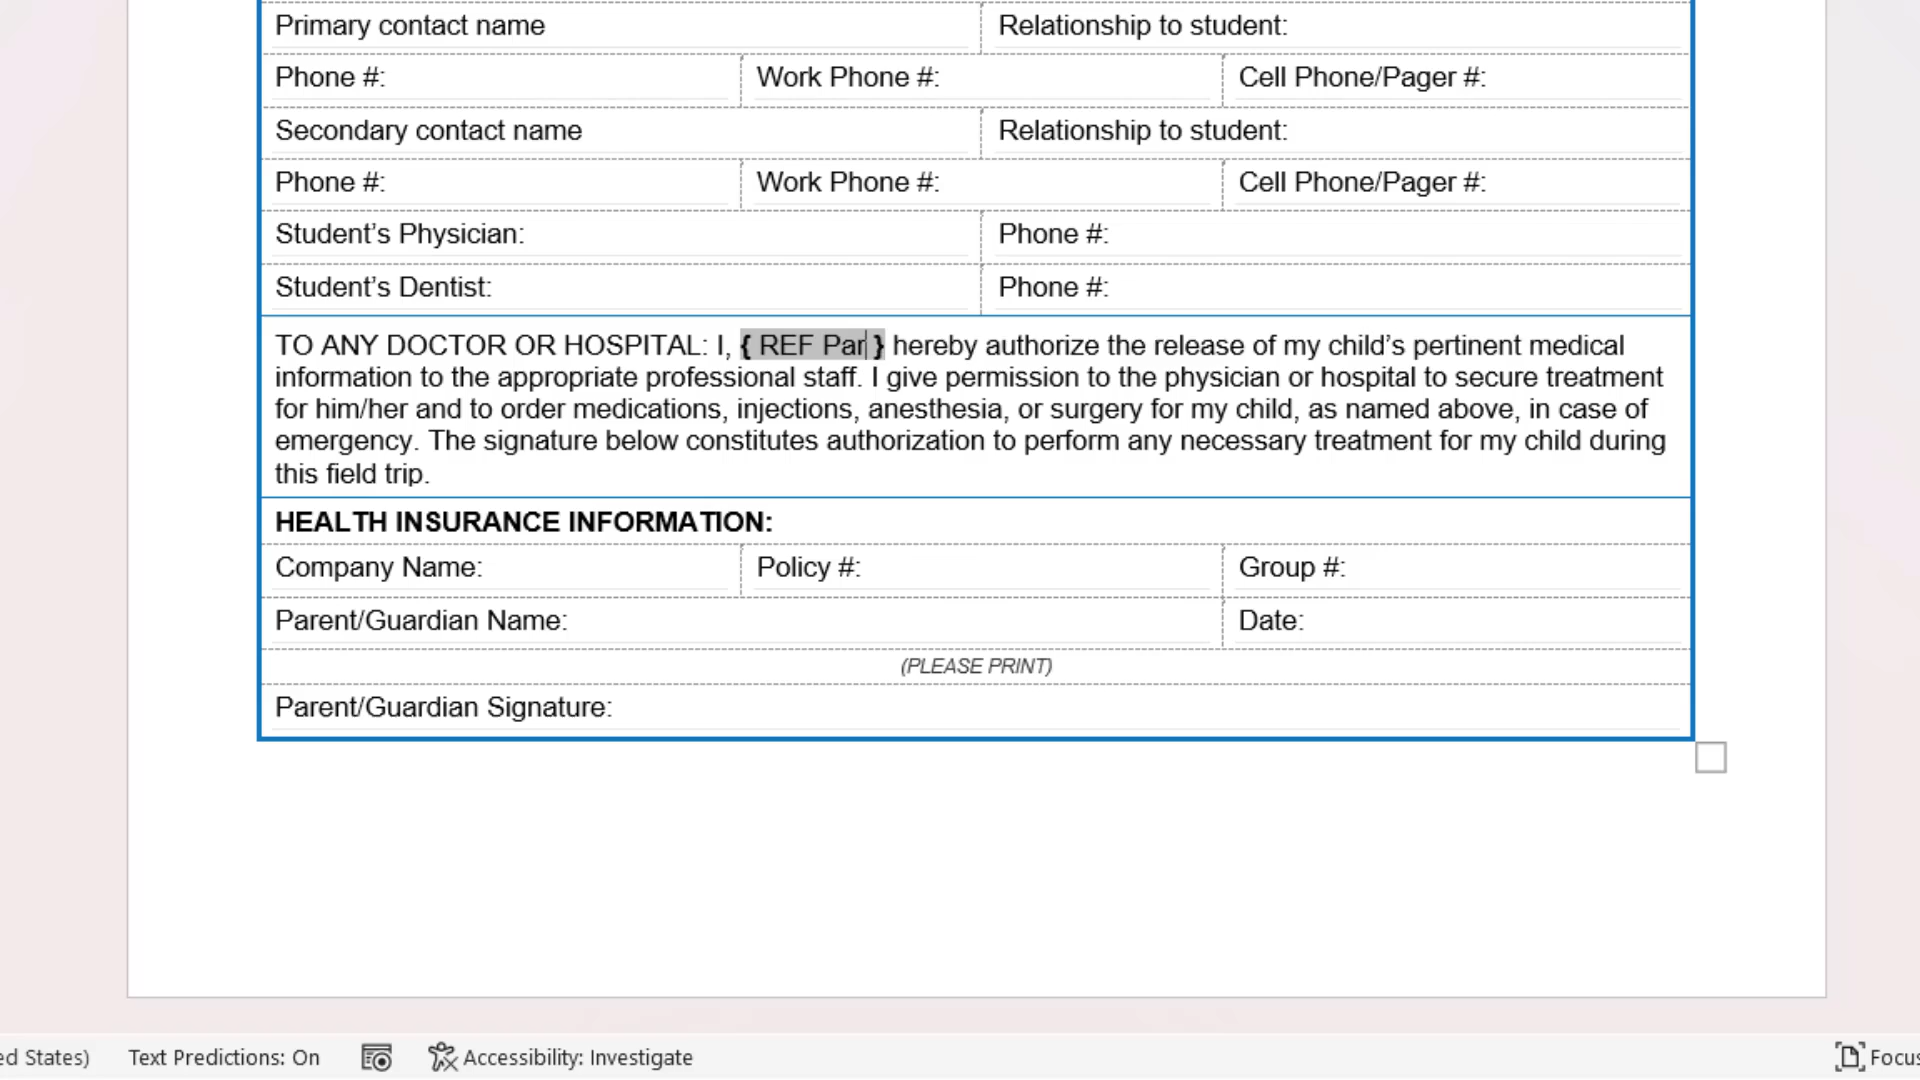 Primary contact name Relationship to student:
Phone #: Work Phone #: Cell Phone/Pager #:
Secondary contact name Relationship to student:
Phone #: Work Phone #: Cell Phone/Pager #:
Student’s Physician: Phone #:
Student’s Dentist: Phone #:
TO ANY DOCTOR OR HOSPITAL: I, { REF Par } hereby authorize the release of my child’s pertinent medical
information to the appropriate professional staff. I give permission to the physician or hospital to secure treatment
for him/her and to order medications, injections, anesthesia, or surgery for my child, as named above, in case of
emergency. The signature below constitutes authorization to perform any necessary treatment for my child during
this field trip.
HEALTH INSURANCE INFORMATION:
Company Name: Policy #: Group #:
Parent/Guardian Name: Date:
(PLEASE PRINT)
Parent/Guardian Signature:
ed States) Text Predictions: On Accessibility: Investigate Focus